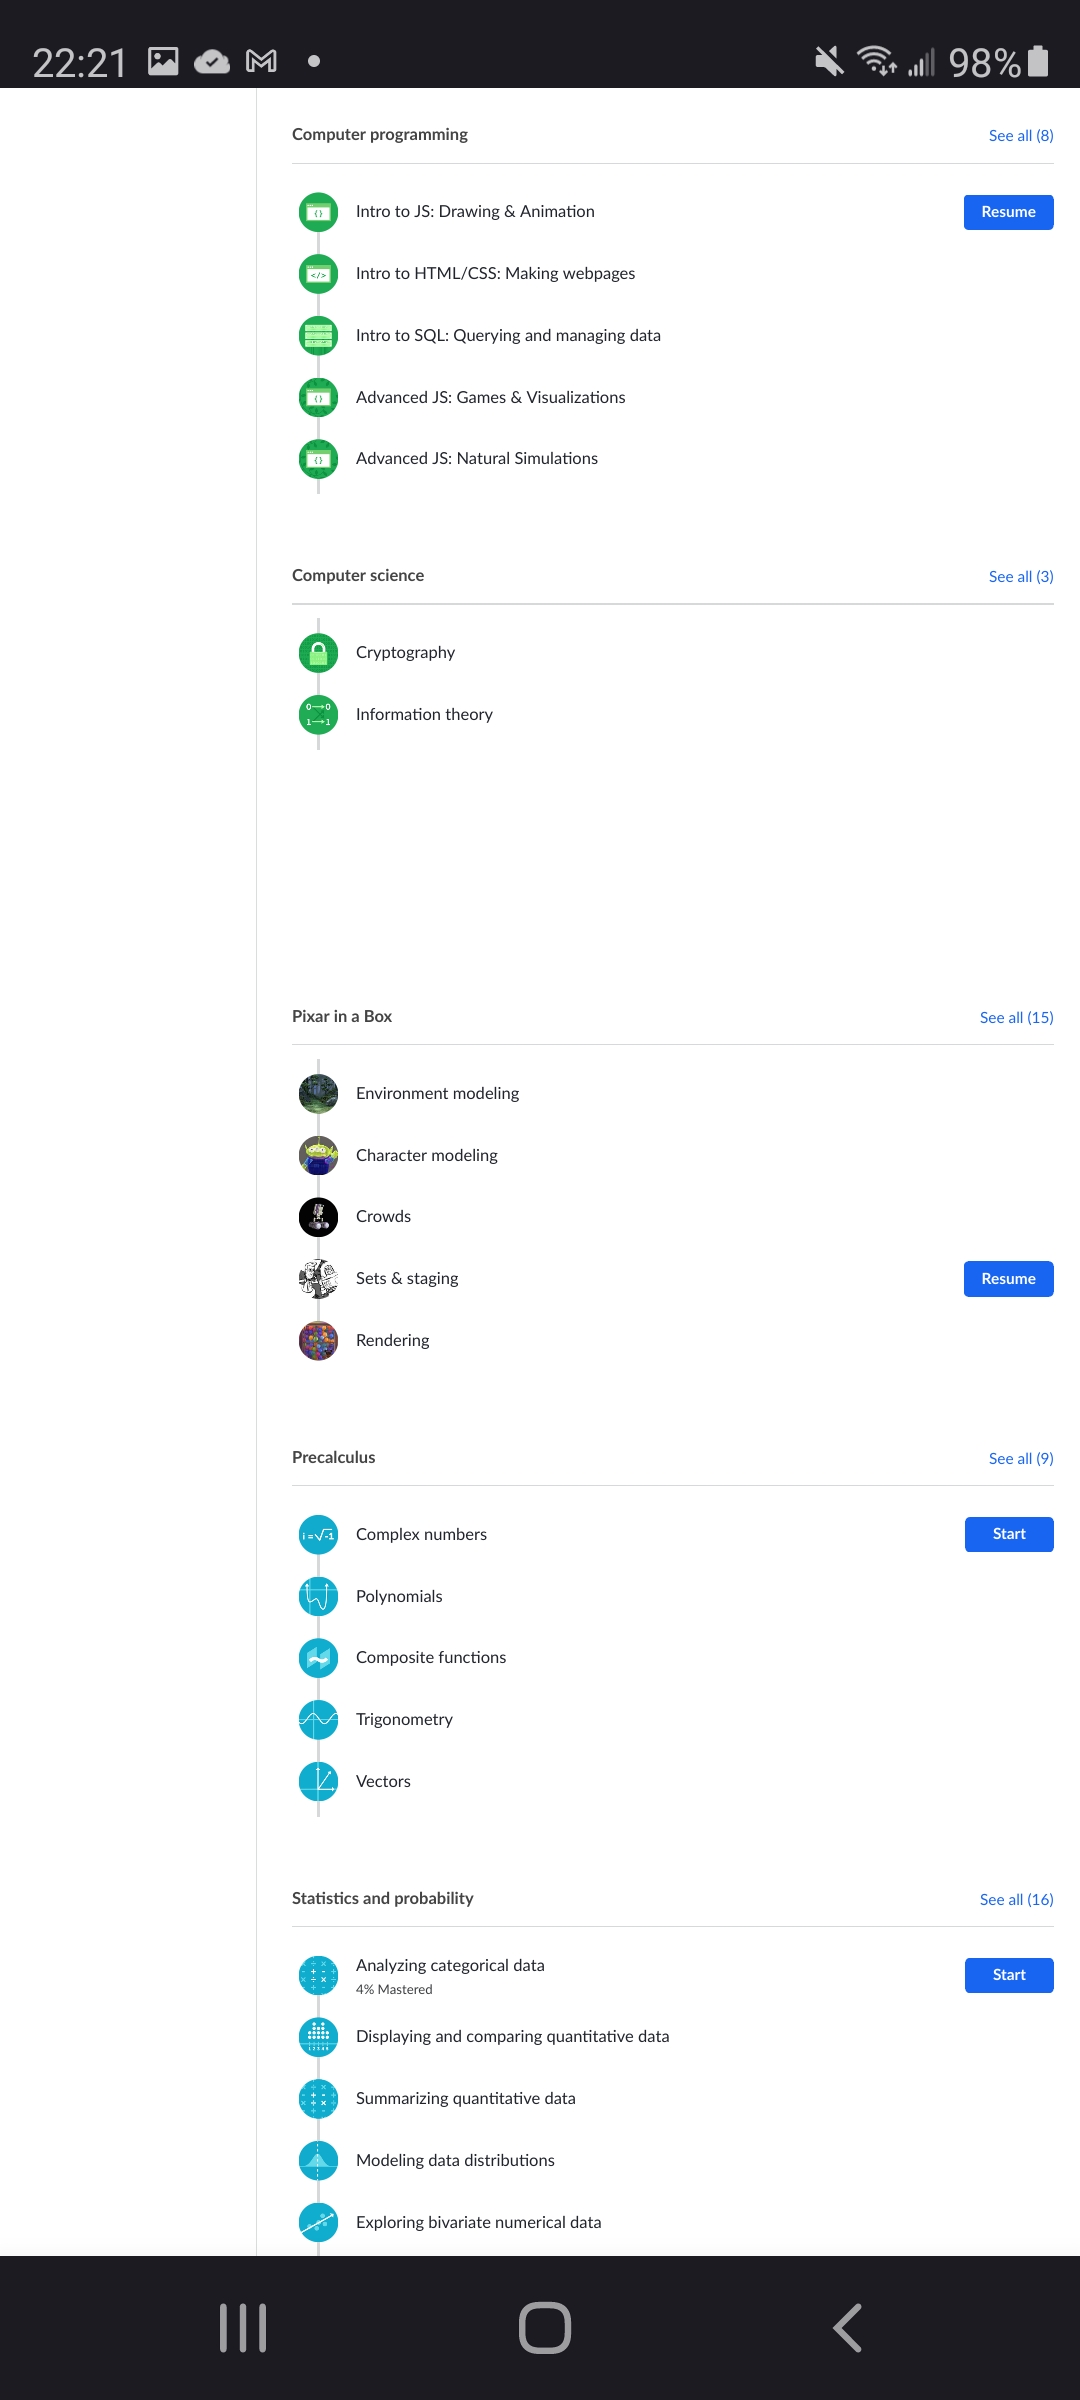 22:21 98%
Computer programming See all (8)
Intro to JS: Drawing & Animation Resume
Intro to HTML/CSS: Making webpages
Intro to SQL: Querying and managing data
Advanced JS: Games & Visualizations
Advanced JS: Natural Simulations
Computer science See all (3)
Cryptography
Information theory
Pixar in a Box See all (15)
Environment modeling
Character modeling
Crowds
Sets & staging Resume
Rendering
Precalculus See all (9)
i=√-1 Complex numbers Start
Polynomials
Composite functions
Trigonometry
Vectors
Statistics and probability See all (16)
Analyzing categorical data Start
4% Mastered
Displaying and comparing quantitative data
Summarizing quantitative data
Modeling data distributions
Exploring bivariate numerical data